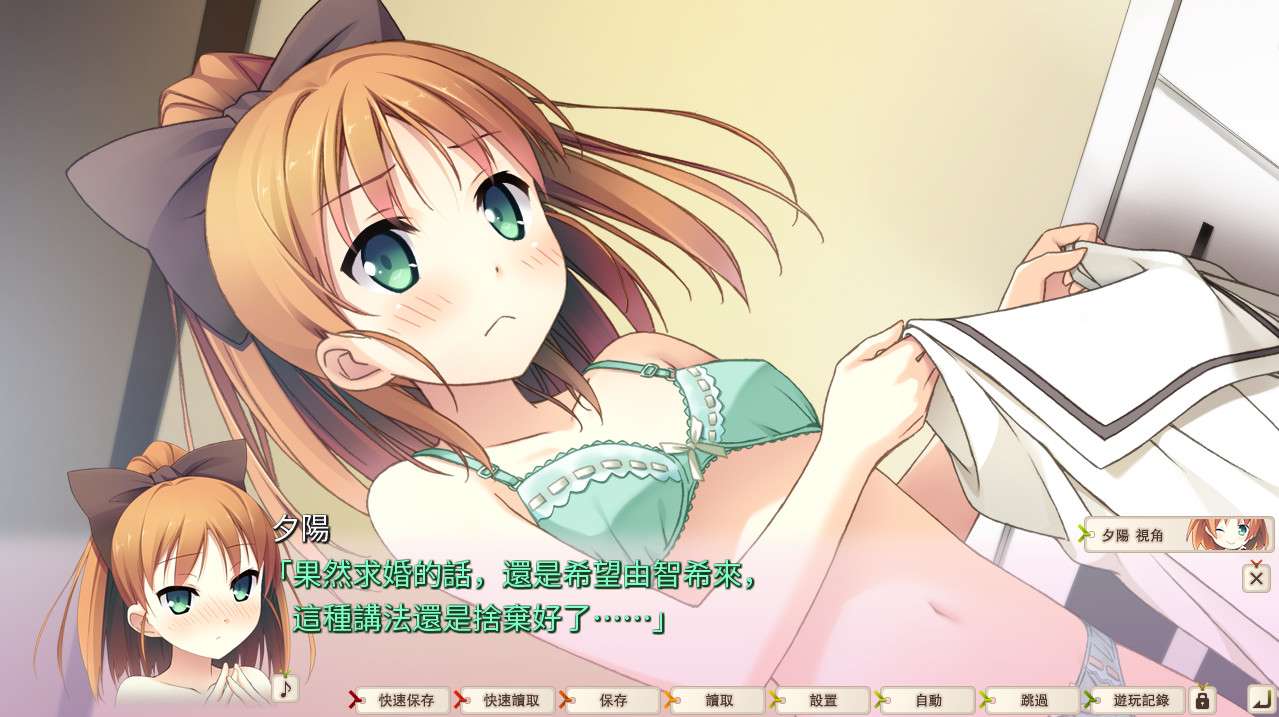 夕陽
「果然求婚的話，還是希望由智希來，
這種講法還是捨棄好了……」
夕陽 視角
快速保存
快速讀取
保存
讀取
設置
自動
跳過
遊玩記錄